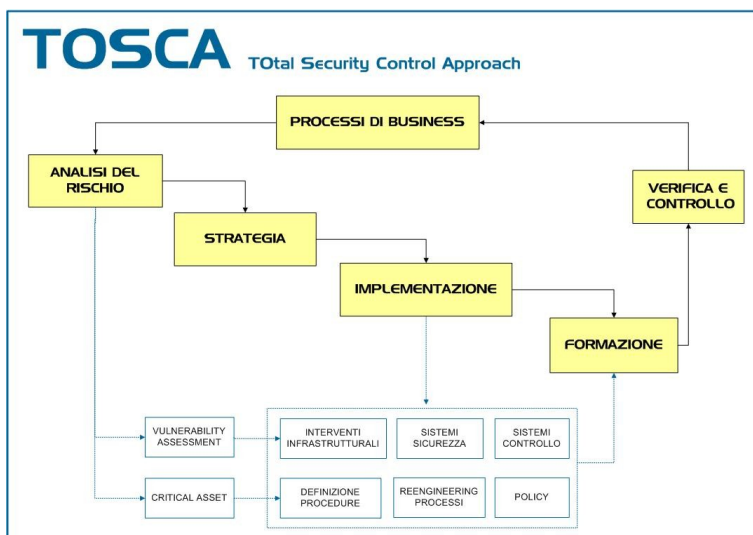 TOSCA TOtal Security Control Approach
PROCESSI DI BUSINESS
ANALISI DEL
RISCHIO
VERIFICA E
CONTROLLO
STRATEGIA
IMPLEMENTAZIONE
FORMAZIONE
VULNERABILITY
ASSESSMENT
INTERVENTI
INFRASTRUTTURALI
SISTEMI
SICUREZZA
SISTEMI
CONTROLLO
CRITICAL ASSET
DEFINIZIONE
PROCEDURE
REENGINEERING
PROCESSI
POLICY